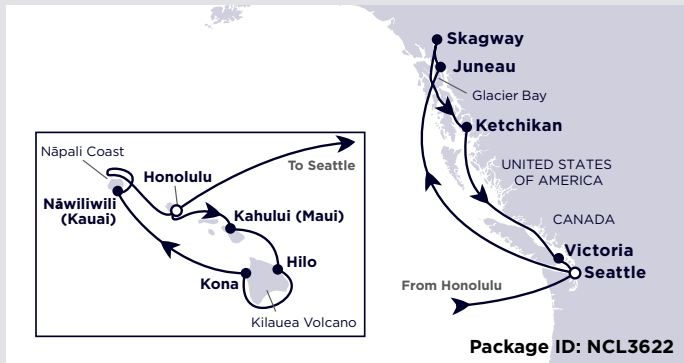 Skagway
Juneau
Glacier Bay
Ketchikan
UNITED STATES
OF AMERICA
CANADA
Victoria
Seattle
From Honolulu
Nāpali Coast
Honolulu
To Seattle
Nāwiliwili
(Kauai)
Kahului (Maui)
Hilo
Kona
Kilauea Volcano
Package ID: NCL3622